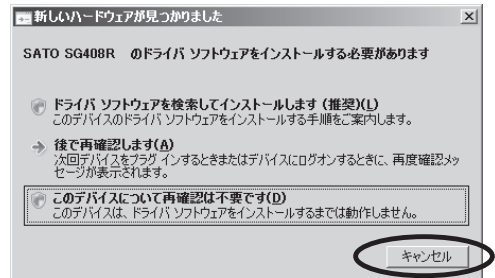 新しいハードウェアが見つかりました
SATO SG408R のドライバ ソフトウェアをインストールする必要があります
ドライバ ソフトウェアを検索してインストールします (推奨)(L)
このデバイスのドライバ ソフトウェアをインストールする手順をご案内します。
後で再確認します(A)
次回デバイスをプラグ インするときまたはデバイスにログオンするときに、再度確認メッ
セージが表示されます。
このデバイスについて再確認は不要です(D)
このデバイスは、ドライバ ソフトウェアをインストールするまでは動作しません。
キャンセル